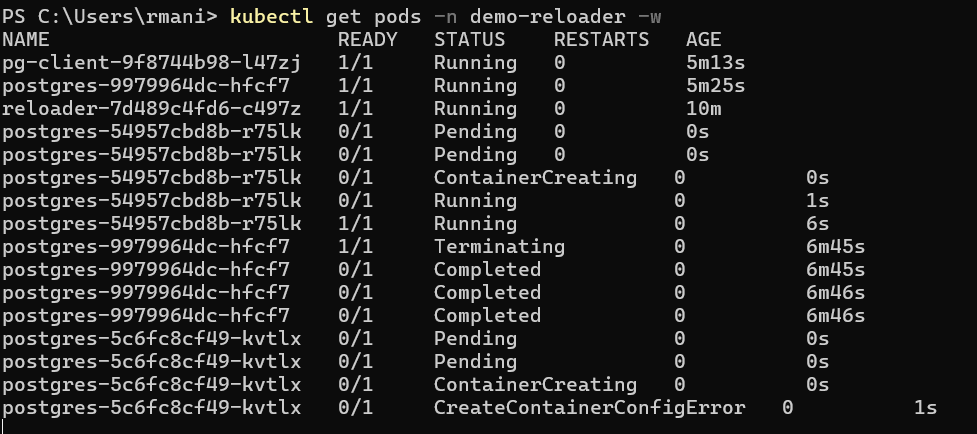 PS C:\Users\rmani> kubectl get pods -n demo-reloader -w
NAME READY STATUS RESTARTS AGE
pg-client-9f8744b98-l47zj 1/1 Running 0 5m13s
postgres-9979964dc-hfcf7 1/1 Running 0 5m25s
reloader-7d489c4fd6-c497z 1/1 Running 0 10m
postgres-54957cbd8b-r75lk 0/1 Pending 0 0s
postgres-54957cbd8b-r75lk 0/1 Pending 0 0s
postgres-54957cbd8b-r75lk 0/1 ContainerCreating 0 0s
postgres-54957cbd8b-r75lk 0/1 Running 0 1s
postgres-54957cbd8b-r75lk 1/1 Running 0 6s
postgres-9979964dc-hfcf7 1/1 Terminating 0 6m45s
postgres-9979964dc-hfcf7 0/1 Completed 0 6m45s
postgres-9979964dc-hfcf7 0/1 Completed 0 6m46s
postgres-9979964dc-hfcf7 0/1 Completed 0 6m46s
postgres-5c6fc8cf49-kvtlx 0/1 Pending 0 0s
postgres-5c6fc8cf49-kvtlx 0/1 Pending 0 0s
postgres-5c6fc8cf49-kvtlx 0/1 ContainerCreating 0 0s
postgres-5c6fc8cf49-kvtlx 0/1 CreateContainerConfigError 0 1s